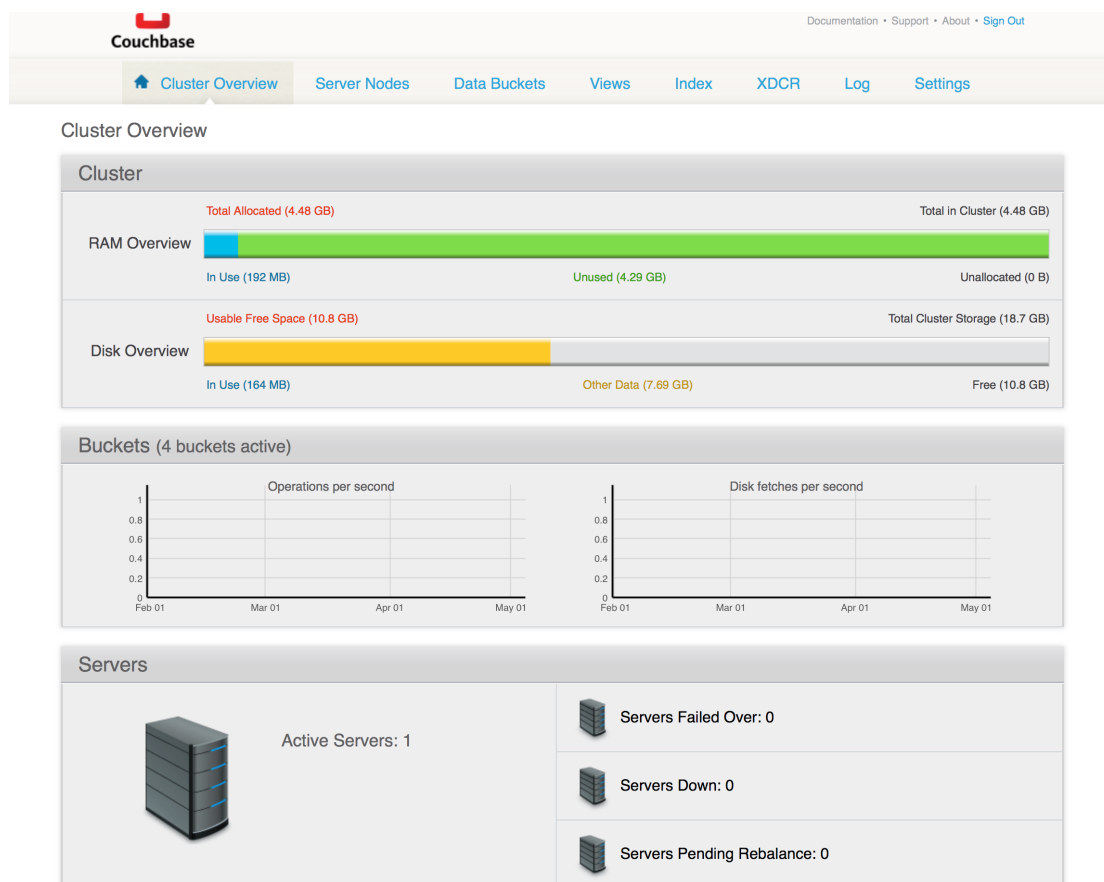 Documentation • Support • About • Sign Out
Couchbase
Cluster Overview Server Nodes Data Buckets Views Index XDCR Log Settings
Cluster Overview
Cluster
Total Allocated (4.48 GB) Total in Cluster (4.48 GB)
RAM Overview
In Use (192 MB) Unused (4.29 GB) Unallocated (0 B)
Usable Free Space (10.8 GB) Total Cluster Storage (18.7 GB)
Disk Overview
In Use (164 MB) Other Data (7.69 GB) Free (10.8 GB)
Buckets (4 buckets active)
Operations per second
1
0.8
0.6
0.4
0.2
0
Feb 01 Mar 01 Apr 01 May 01
Disk fetches per second
1
0.8
0.6
0.4
0.2
0
Feb 01 Mar 01 Apr 01 May 01
Servers
Active Servers: 1
Servers Failed Over: 0
Servers Down: 0
Servers Pending Rebalance: 0